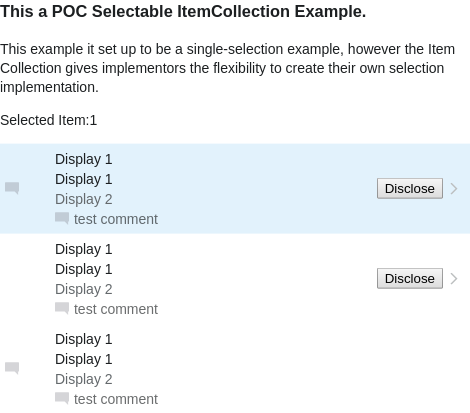 This a POC Selectable ItemCollection Example.
This example it set up to be a single-selection example, however the Item
Collection gives implementors the flexibility to create their own selection
implementation.
Selected Item:1
Display 1
Display 1
Disclose
Display 2
test comment
Display 1
Display 1
Disclose
Display 2
test comment
Display 1
Display 1
Display 2
test comment